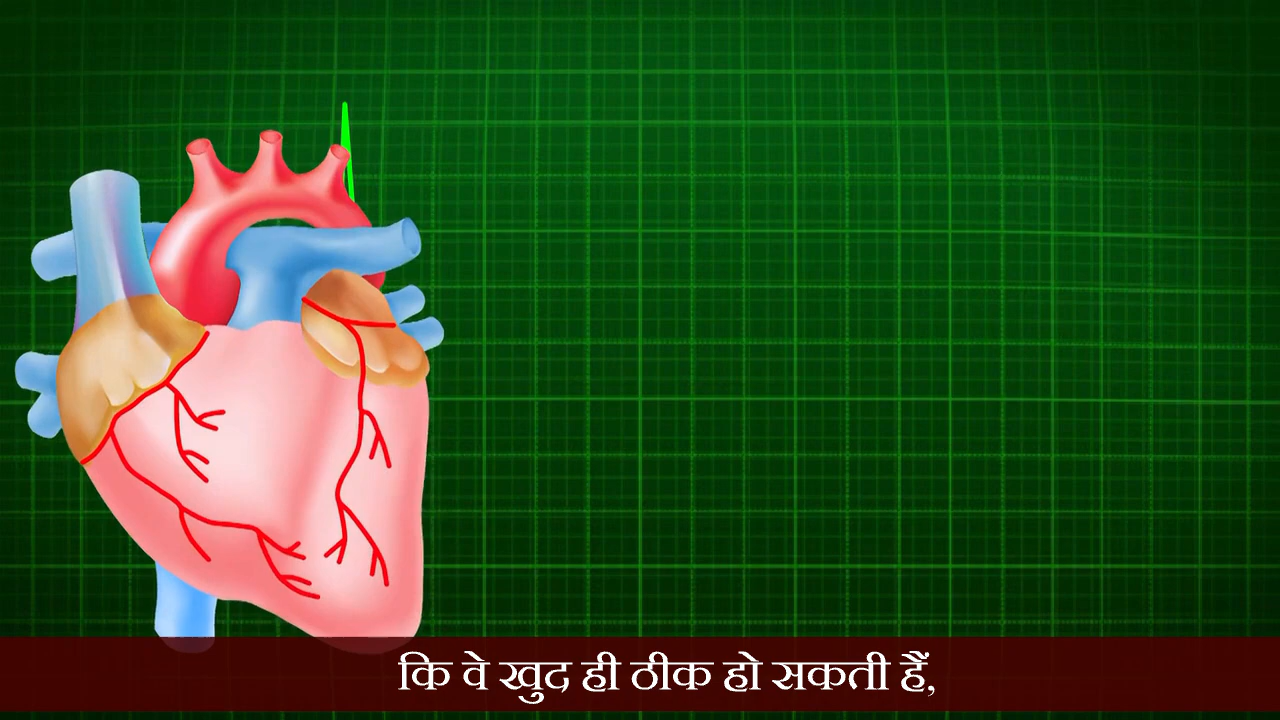 कि वे खुद ही ठीक हो सकती हैं,